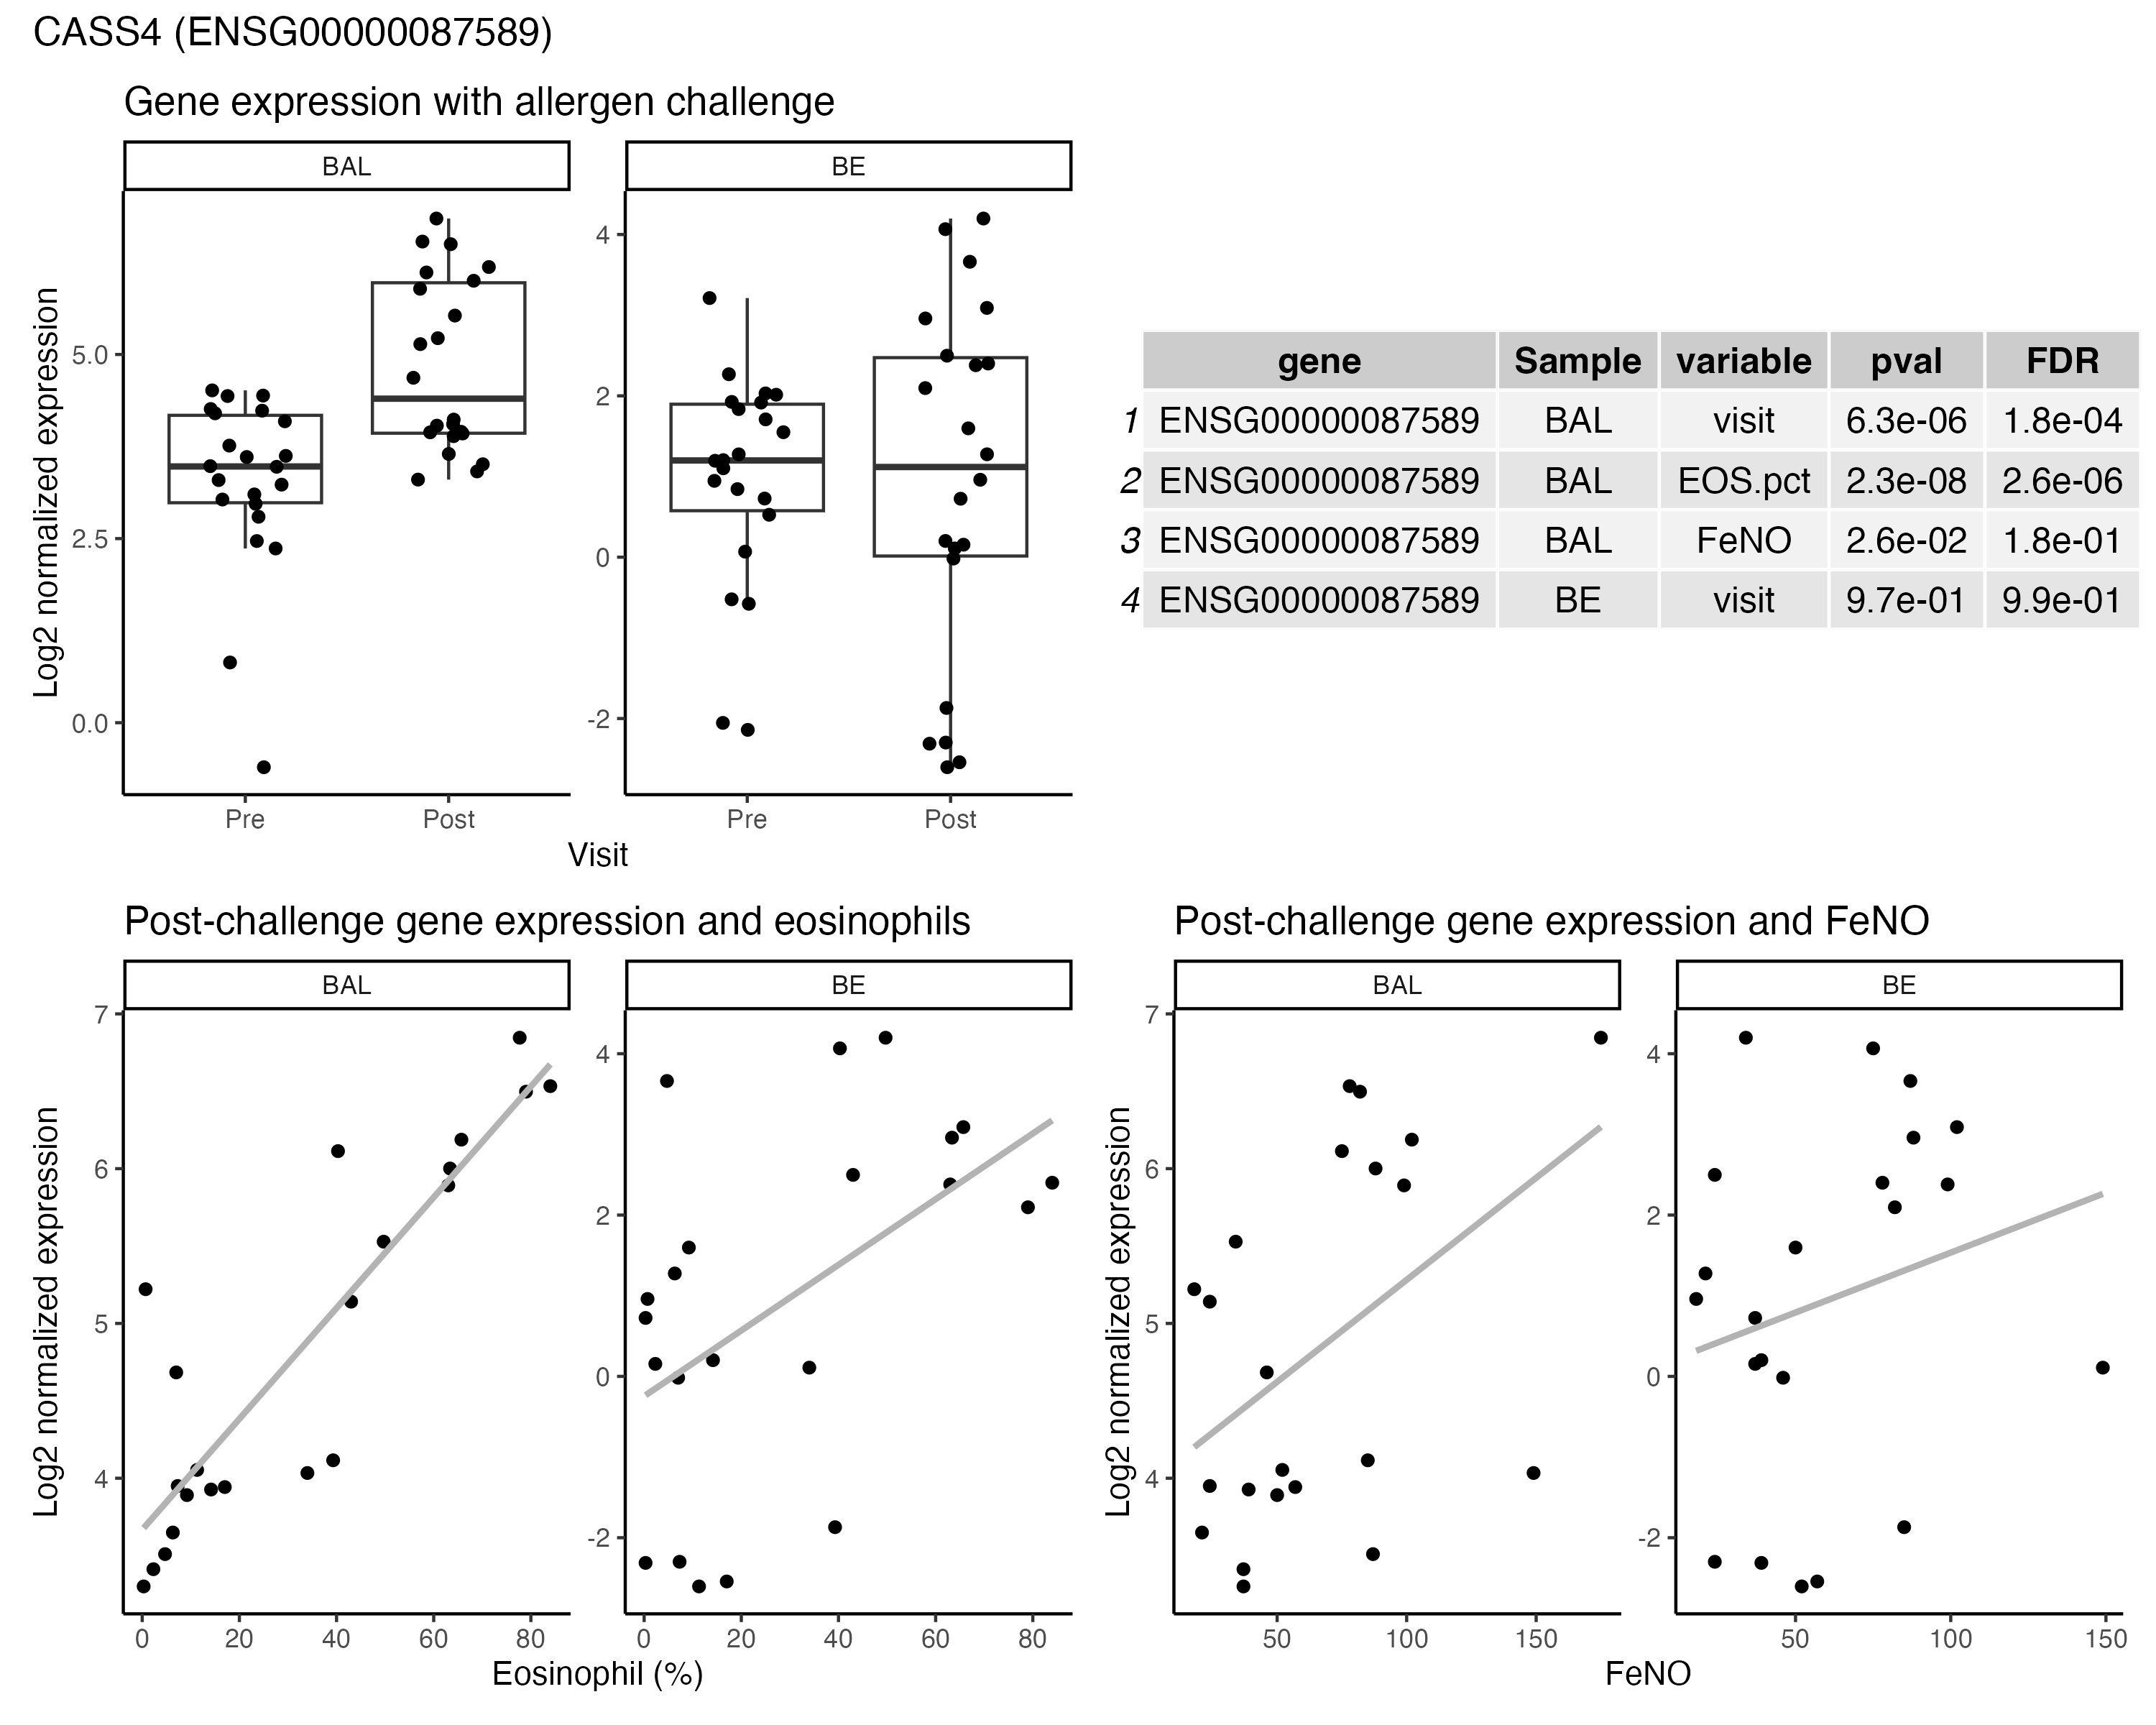 CASS4 (ENSG00000087589)
Gene expression with allergen challenge
BAL
BE
Log2 normalized expression
5.0
2.5
0.0
4
2
0
-2
Pre
Post
Pre
Post
Visit
gene Sample variable pval FDR
1 ENSG00000087589 BAL visit 6.3e-06 1.8e-04
2 ENSG00000087589 BAL EOS.pct 2.3e-08 2.6e-06
3 ENSG00000087589 BAL FeNO 2.6e-02 1.8e-01
4 ENSG00000087589 BE visit 9.7e-01 9.9e-01
Post-challenge gene expression and eosinophils
BAL
BE
Log2 normalized expression
7
6
5
4
4
2
0
-2
0 20 40 60 80
0 20 40 60 80
Eosinophil (%)
Post-challenge gene expression and FeNO
BAL
BE
Log2 normalized expression
7
6
5
4
4
2
0
-2
50 100 150
50 100 150
FeNO